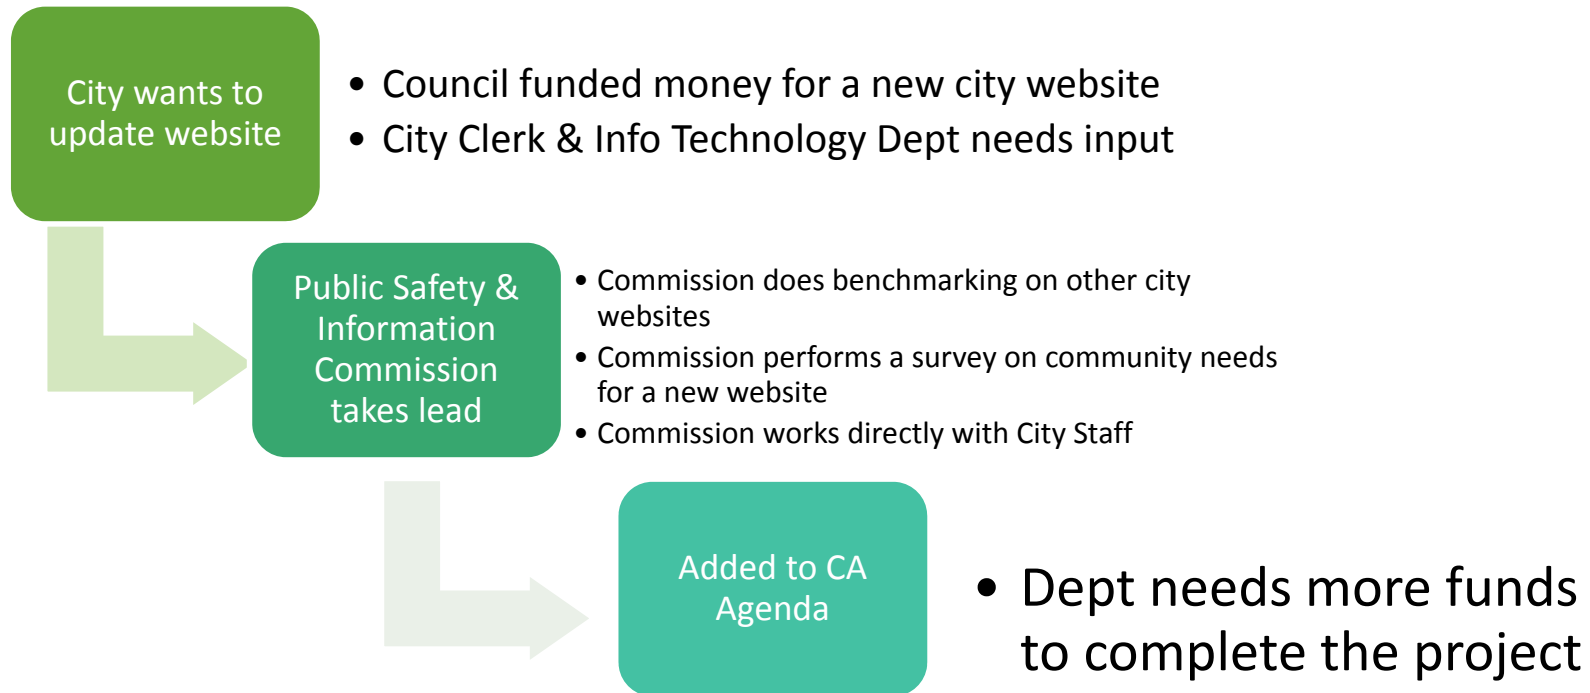 City wants to
update website
• Council funded money for a new city website
• City Clerk & Info Technology Dept needs input
Public Safety &
Information
Commission
takes lead
• Commission does benchmarking on other city
websites
• Commission performs a survey on community needs
for a new website
• Commission works directly with City Staff
Added to CA
Agenda
• Dept needs more funds
to complete the project